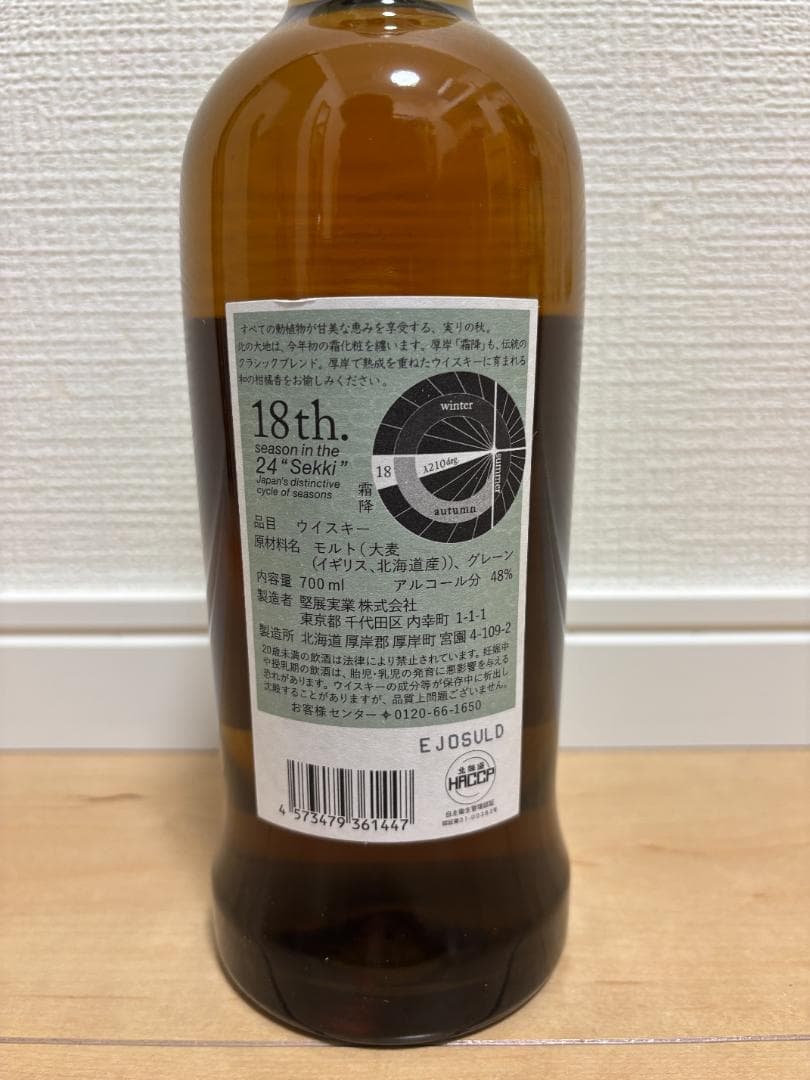 すべての動植物が甘美な恵みを享受する、実りの秋。
北の大地は、今年初の霜化粧を纏います。厚岸「霜降」も、伝統の
クラシックブレンド。厚岸で熟成を重ねたウイスキーに育まれる
和の柑橘香をお愉しみください。
18th.
season in the
24 "Sekki"
Japan's distinctive
cycle of seasons
霜降
winter
18
λ210deg.
summer
autumn
品目 ウイスキー
原材料名 モルト(大麦
(イギリス、北海道産))、グレーン
内容量 700 ml アルコール分 48%
製造者 堅展実業 株式会社
東京都 千代田区 内幸町 1-1-1
製造所 北海道 厚岸郡 厚岸町 宮園 4-109-2
20歳未満の飲酒は法律により禁止されています。妊娠中
や授乳期の飲酒は、胎児・乳児の発育に悪影響を与える
恐れがあります。ウイスキーの成分等が保存中に析出し
沈殿することがありますが、品質上問題ございません。
お客様センター 0120-66-1650
EJOSULD
北海道
HACCP
4 573479 361447